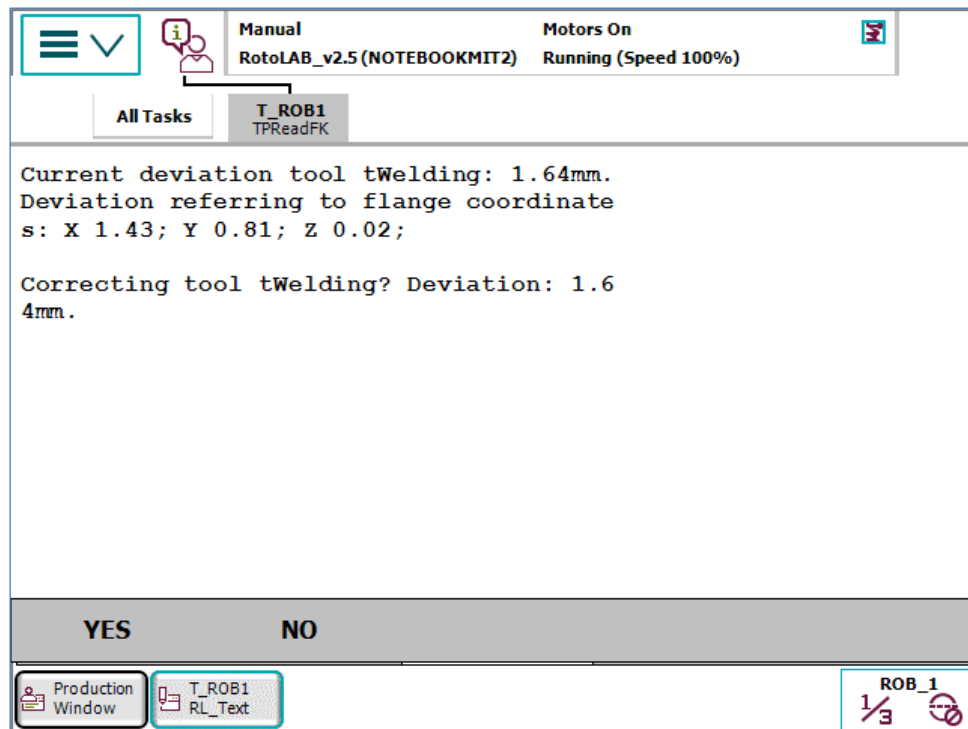 Manual
Motors On
RotoLAB_v2.5 (NOTEBOOKMIT2)
Running (Speed 100%)
All Tasks
T_ROB1
TPReadFK
Current deviation tool tWelding: 1.64mm.
Deviation referring to flange coordinate
s: X 1.43; Y 0.81; Z 0.02;
Correcting tool tWelding? Deviation: 1.6
4mm.
YES
NO
Production
Window
T_ROB1
RL_Text
ROB_1
1/3